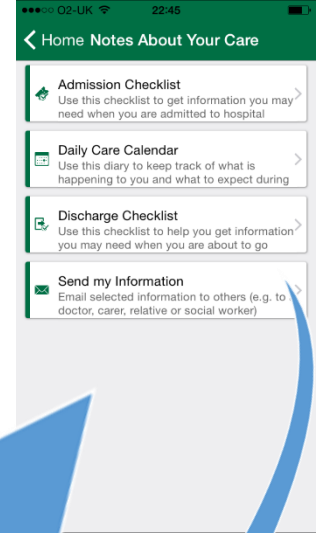 O2-UK 22:45
Home Notes About Your Care
Admission Checklist
Use this checklist to get information you may
need when you are admitted to hospital
Daily Care Calendar
Use this diary to keep track of what is
happening to you and what to expect during
Discharge Checklist
Use this checklist to help you get information
you may need when you are about to go
Send my Information
Email selected information to others (e.g. to
doctor, carer, relative or social worker)